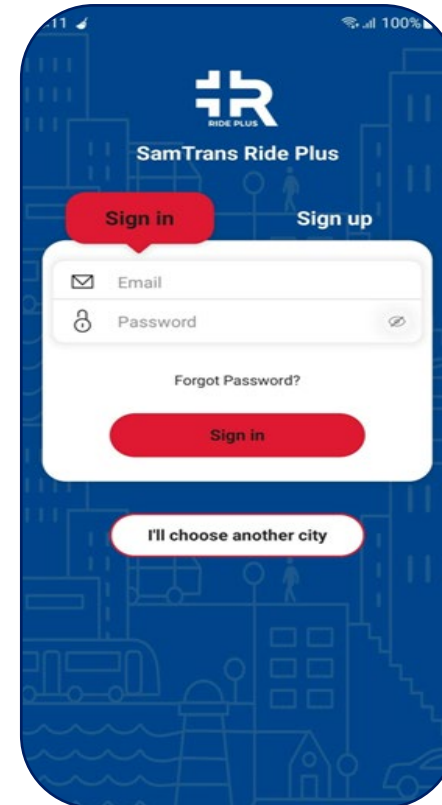 :11 100%
RIDE PLUS
SamTrans Ride Plus
Sign in Sign up
Email
Password
Forgot Password?
Sign in
I'll choose another city